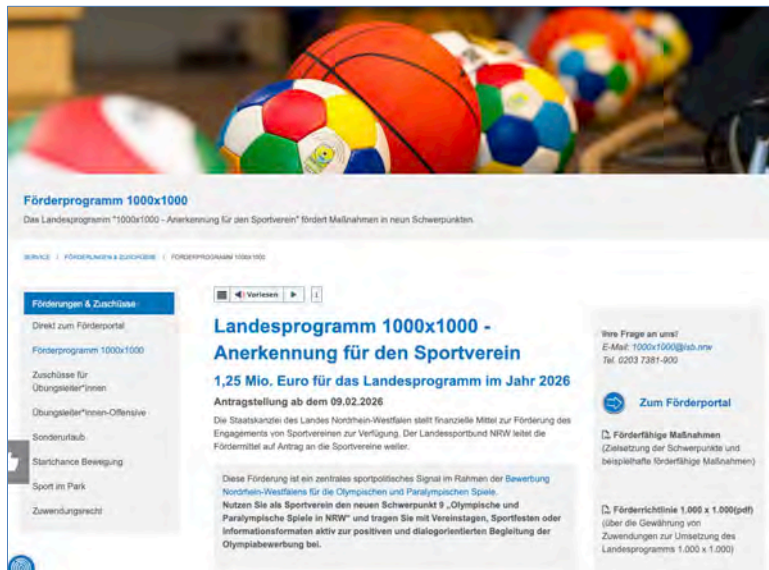 Förderprogramm 1000x1000
Das Landesprogramm "1000x1000 - Anerkennung für den Sportverein" fördert Maßnahmen in neun Schwerpunkten.
SERVICE | FÖRDERUNGEN & ZUSCHÜSSE | FÖRDERPROGRAMM 1000x1000
Förderungen & Zuschüsse
Direkt zum Förderportal
Förderprogramm 1000x1000
Zuschüsse für
Übungsleiter*innen
Übungsleiter*innen-Offensive
Sonderurlaub
Startchance Bewegung
Sport im Park
Zuwendungsrecht
Vorlesen
Landesprogramm 1000x1000 -
Anerkennung für den Sportverein
1,25 Mio. Euro für das Landesprogramm im Jahr 2026
Antragstellung ab dem 09.02.2026
Die Staatskanzlei des Landes Nordrhein-Westfalen stellt finanzielle Mittel zur Förderung des
Engagements von Sportvereinen zur Verfügung. Der Landessportbund NRW leitet die
Fördermittel auf Antrag an die Sportvereine weiter.
Diese Förderung ist ein zentrales sportpolitisches Signal im Rahmen der Bewerbung
Nordrhein-Westfalens für die Olympischen und Paralympischen Spiele.
Nutzen Sie als Sportverein den neuen Schwerpunkt 9 „Olympische und
Paralympische Spiele in NRW" und tragen Sie mit Vereinstagen, Sportfesten oder
Informationsformaten aktiv zur positiven und dialogorientierten Begleitung der
Olympiabewerbung bei.
Ihre Frage an uns!
E-Mail: 1000x1000@lsb.nrw
Tel. 0203 7381-900
Zum Förderportal
Förderfähige Maßnahmen
(Zielsetzung der Schwerpunkte und
beispielhafte förderfähige Maßnahmen)
Förderrichtlinie 1.000 x 1.000(pdf)
(über die Gewährung von
Zuwendungen zur Umsetzung des
Landesprogramms 1.000 x 1.000)